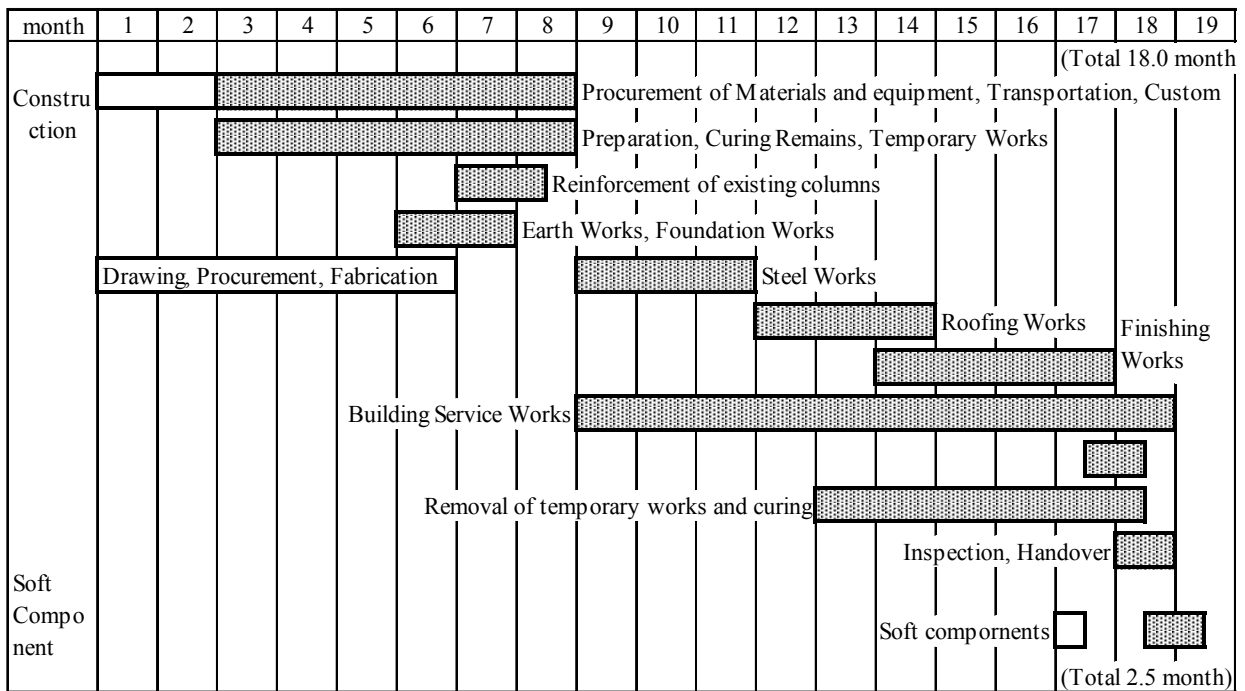 month 1 2 3 4 5 6 7 8 9 10 11 12 13 14 15 16 17 18 19
(Total 18.0 month
Constru
ction
Procurement of Materials and equipment, Transportation, Custom
Preparation, Curing Remains, Temporary Works
Reinforcement of existing columns
Earth Works, Foundation Works
Drawing, Procurement, Fabrication
Steel Works
Roofing Works
Finishing
Works
Building Service Works
Removal of temporary works and curing
Inspection, Handover
Soft
Compo
nent
Soft compornents
(Total 2.5 month)